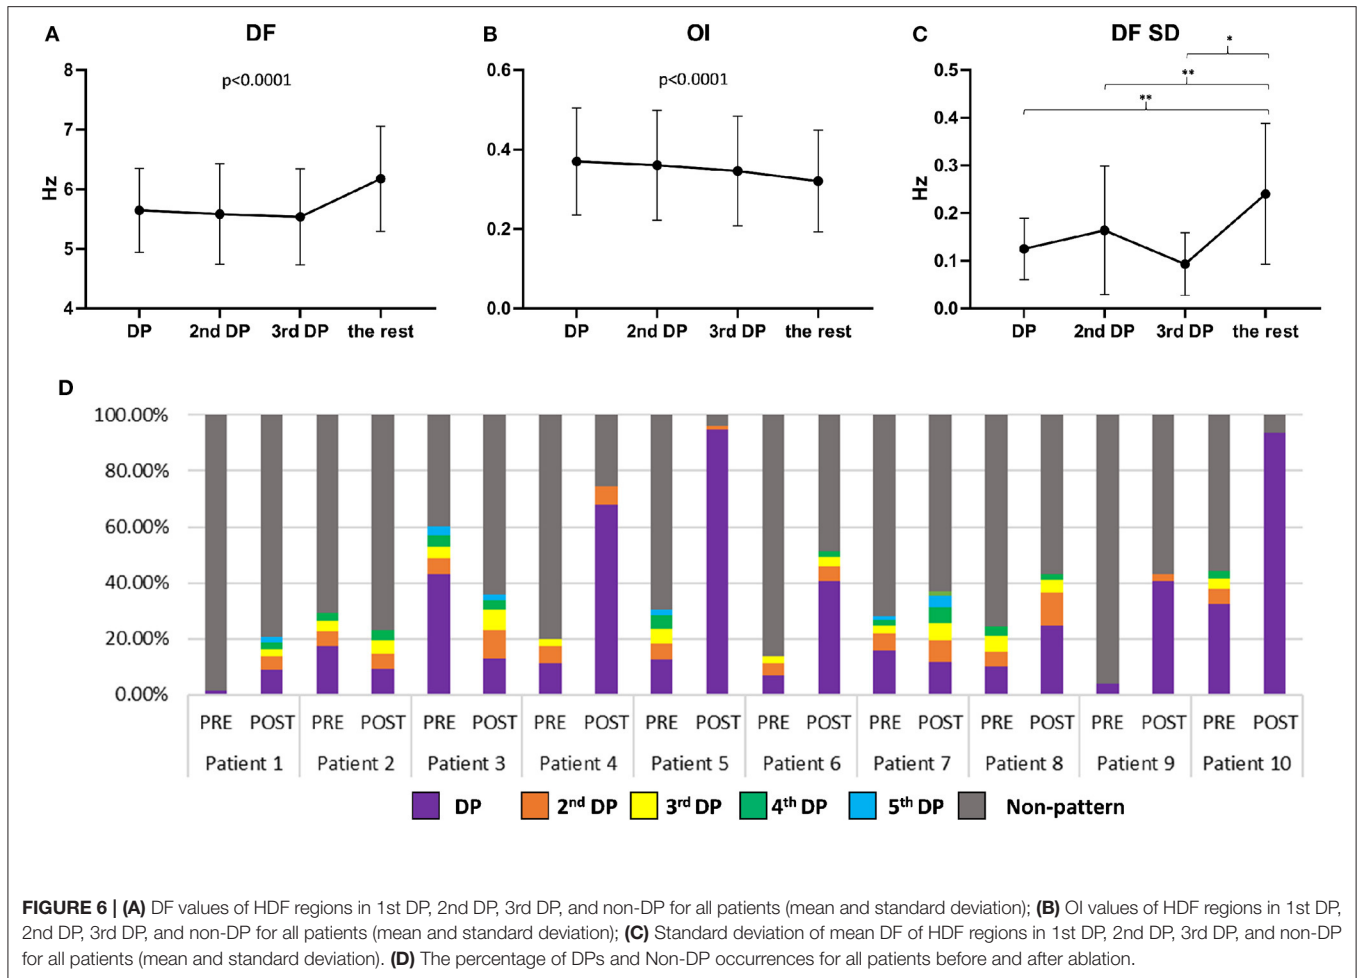 A DF
p<0.0001
Hz
8
7
6
5
4
DP 2nd DP 3rd DP the rest
B OI
p<0.0001
0.6
0.4
0.2
0.0
DP 2nd DP 3rd DP the rest
C DF SD
*
**
**
Hz
0.5
0.4
0.3
0.2
0.1
0.0
DP 2nd DP 3rd DP the rest
D
100.00%
80.00%
60.00%
40.00%
20.00%
0.00%
PRE POST PRE POST PRE POST PRE POST PRE POST PRE POST PRE POST PRE POST PRE POST PRE POST
Patient 1 Patient 2 Patient 3 Patient 4 Patient 5 Patient 6 Patient 7 Patient 8 Patient 9 Patient 10
DP 2nd DP 3rd DP 4th DP 5th DP Non-pattern
FIGURE 6 | (A) DF values of HDF regions in 1st DP, 2nd DP, 3rd DP, and non-DP for all patients (mean and standard deviation); (B) OI values of HDF regions in 1st DP,
2nd DP, 3rd DP, and non-DP for all patients (mean and standard deviation); (C) Standard deviation of mean DF of HDF regions in 1st DP, 2nd DP, 3rd DP, and non-DP
for all patients (mean and standard deviation). (D) The percentage of DPs and Non-DP occurrences for all patients before and after ablation.